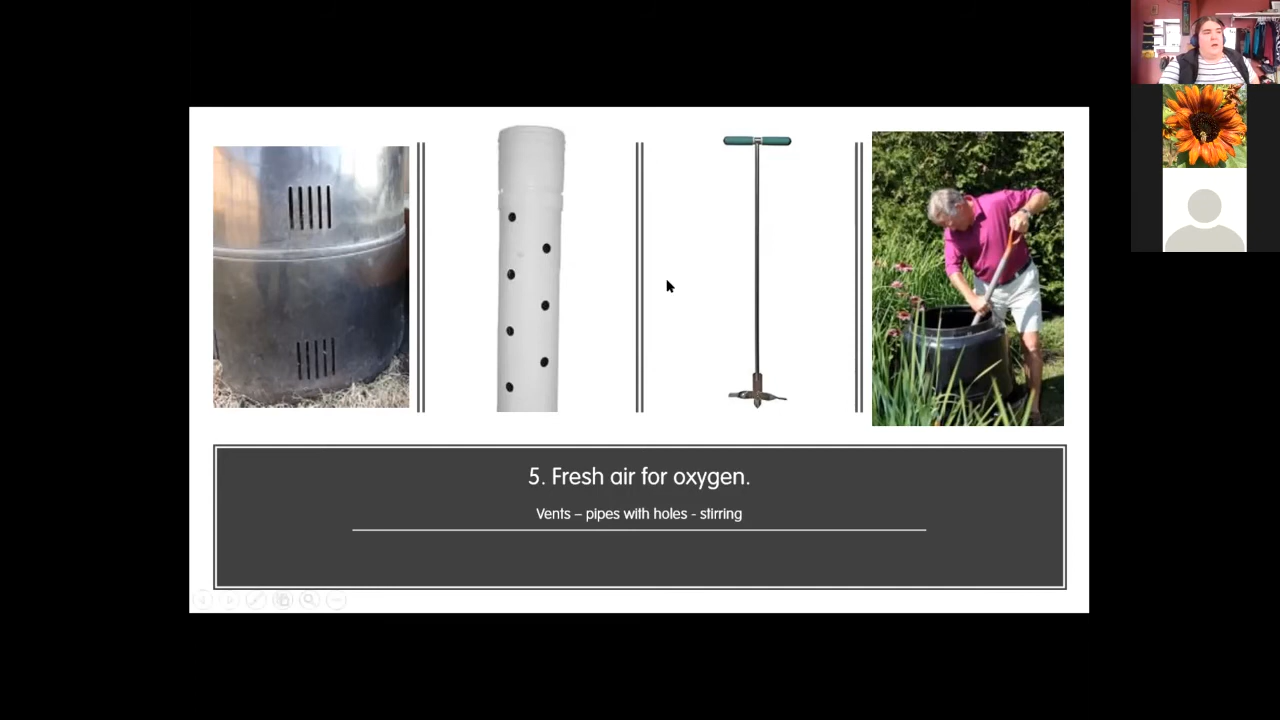 5. Fresh air for oxygen.
Vents – pipes with holes - stirring